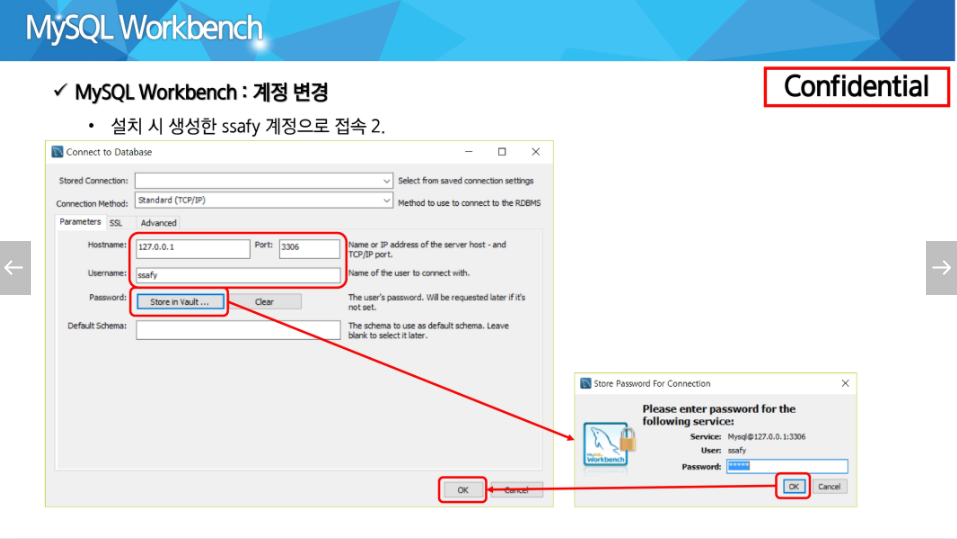 MySQL Workbench
Confidential
✓ MySQL Workbench : 계정 변경
• 설치 시 생성한 ssafy 계정으로 접속 2.
Connect to Database
Stored Connection:
Select from saved connection settings
Connection Method: Standard (TCP/IP)
Method to use to connect to the RDBMS
Parameters SSL Advanced
Hostname: 127.0.0.1 Port: 3306
Name or IP address of the server host - and
TCP/IP port.
Username: ssafy
Name of the user to connect with.
Password: Store in Vault ... Clear
The user's password. Will be requested later if it's
not set.
Default Schema:
The schema to use as default schema. Leave
blank to select it later.
OK Cancel
Store Password For Connection
Please enter password for the
following service:
Service: Mysql@127.0.0.1:3306
User: ssafy
Password: *****
MySQL
Workbench
OK Cancel